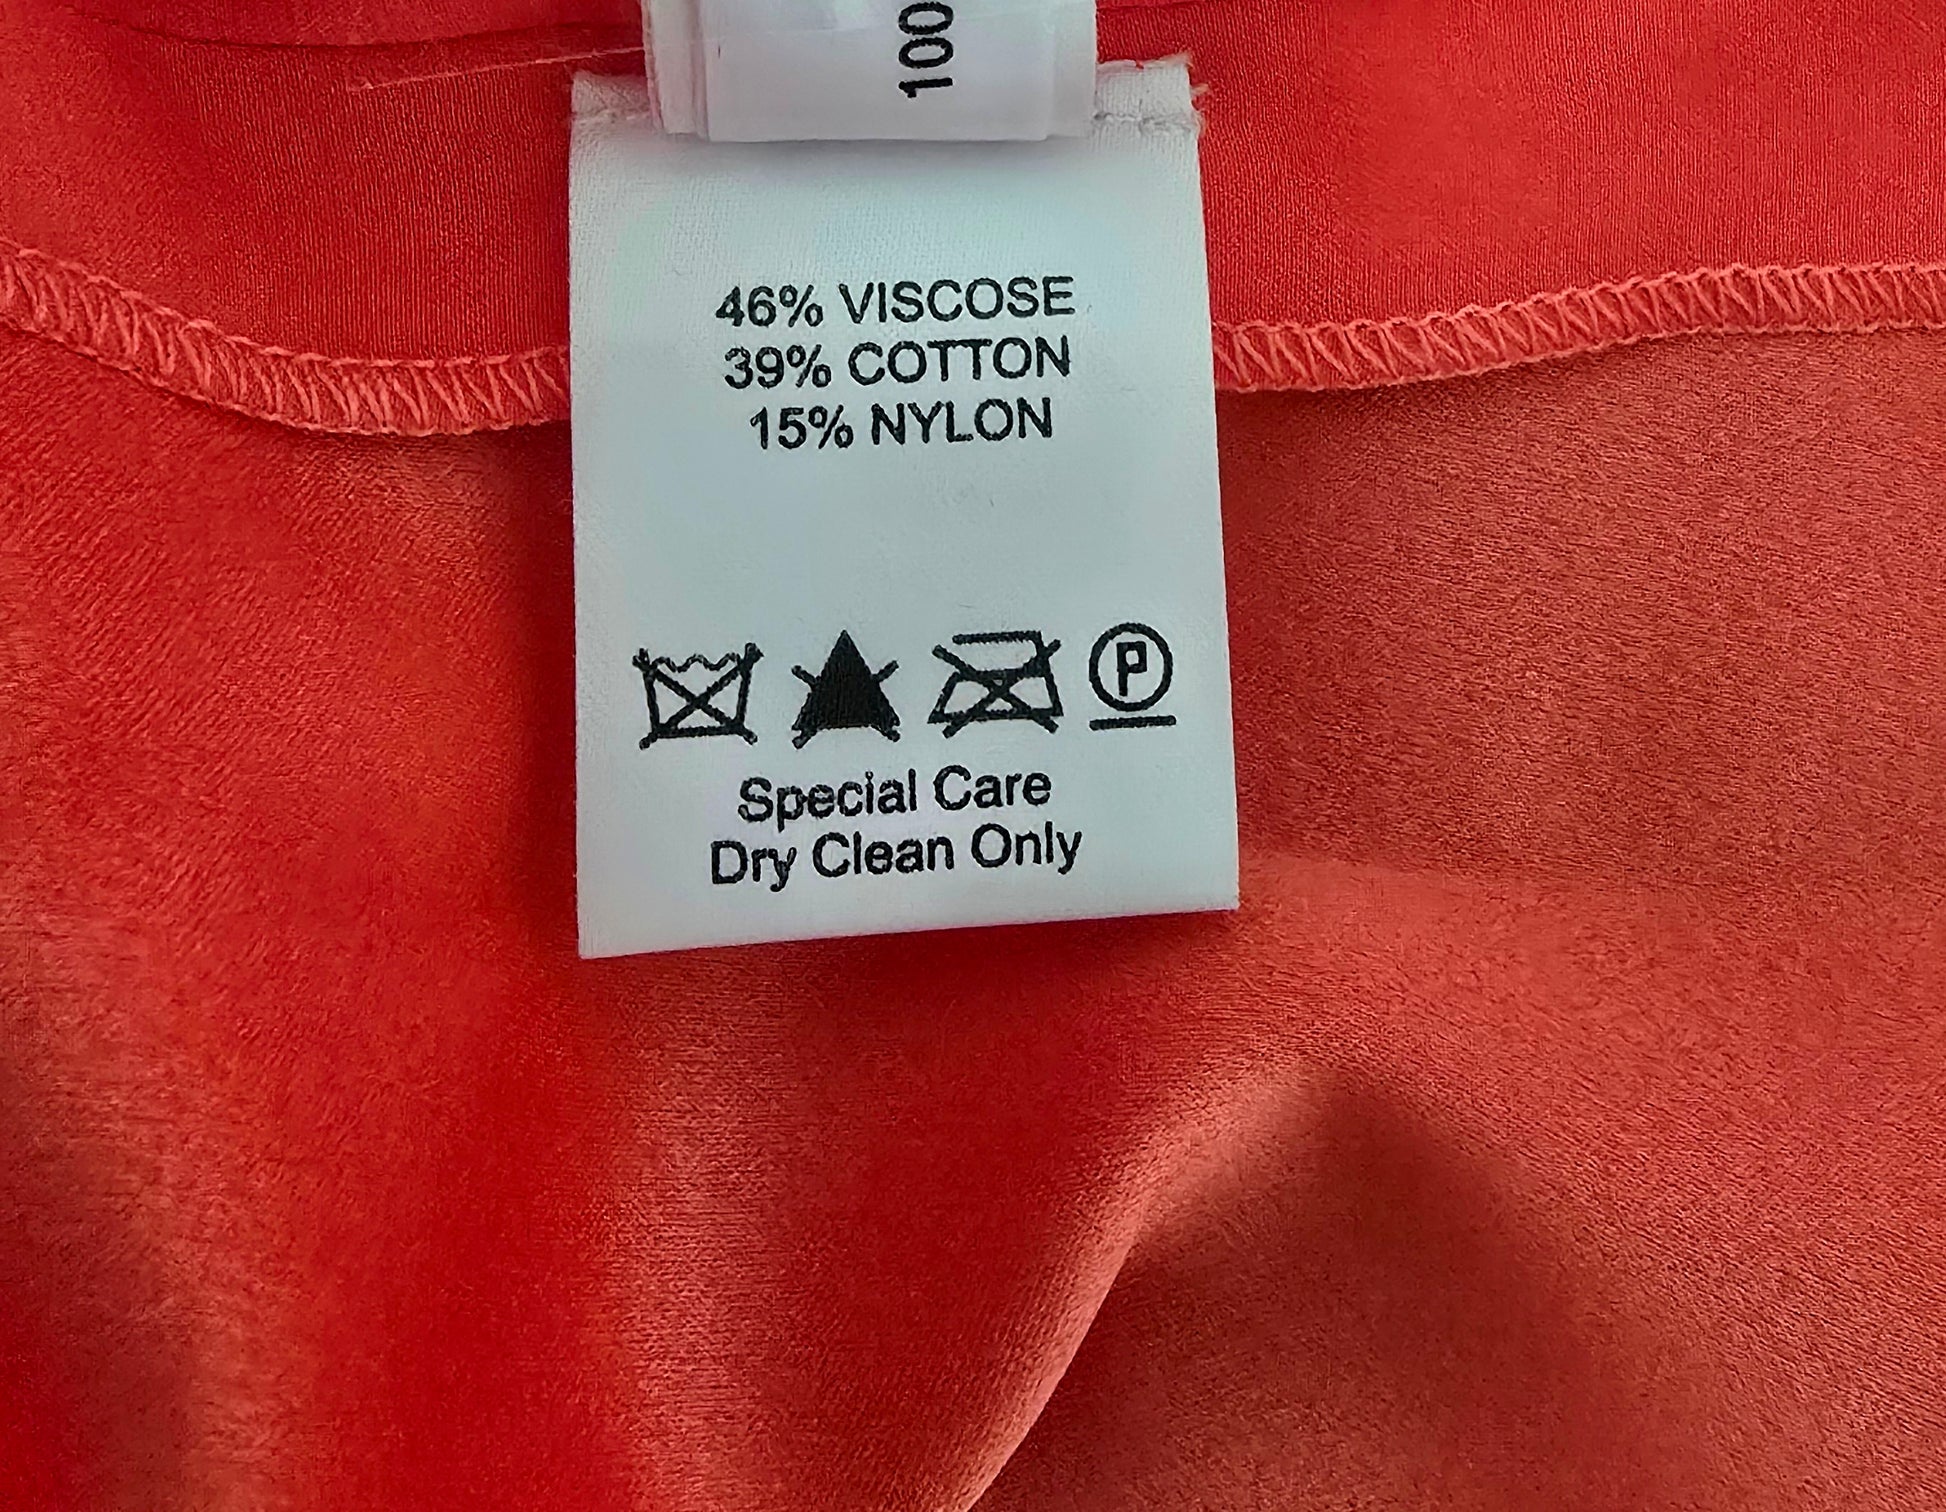 100
46% VISCOSE
39% COTTON
15% NYLON
P
Special Care
Dry Clean Only